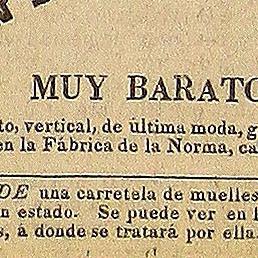 MUY BARATO
to, vertical, de última moda, g
en la Fábrica de la Norma, ca
DE una carretela de muelles
n estado. Se puede ver en l
s, á donde se tratará por ella.